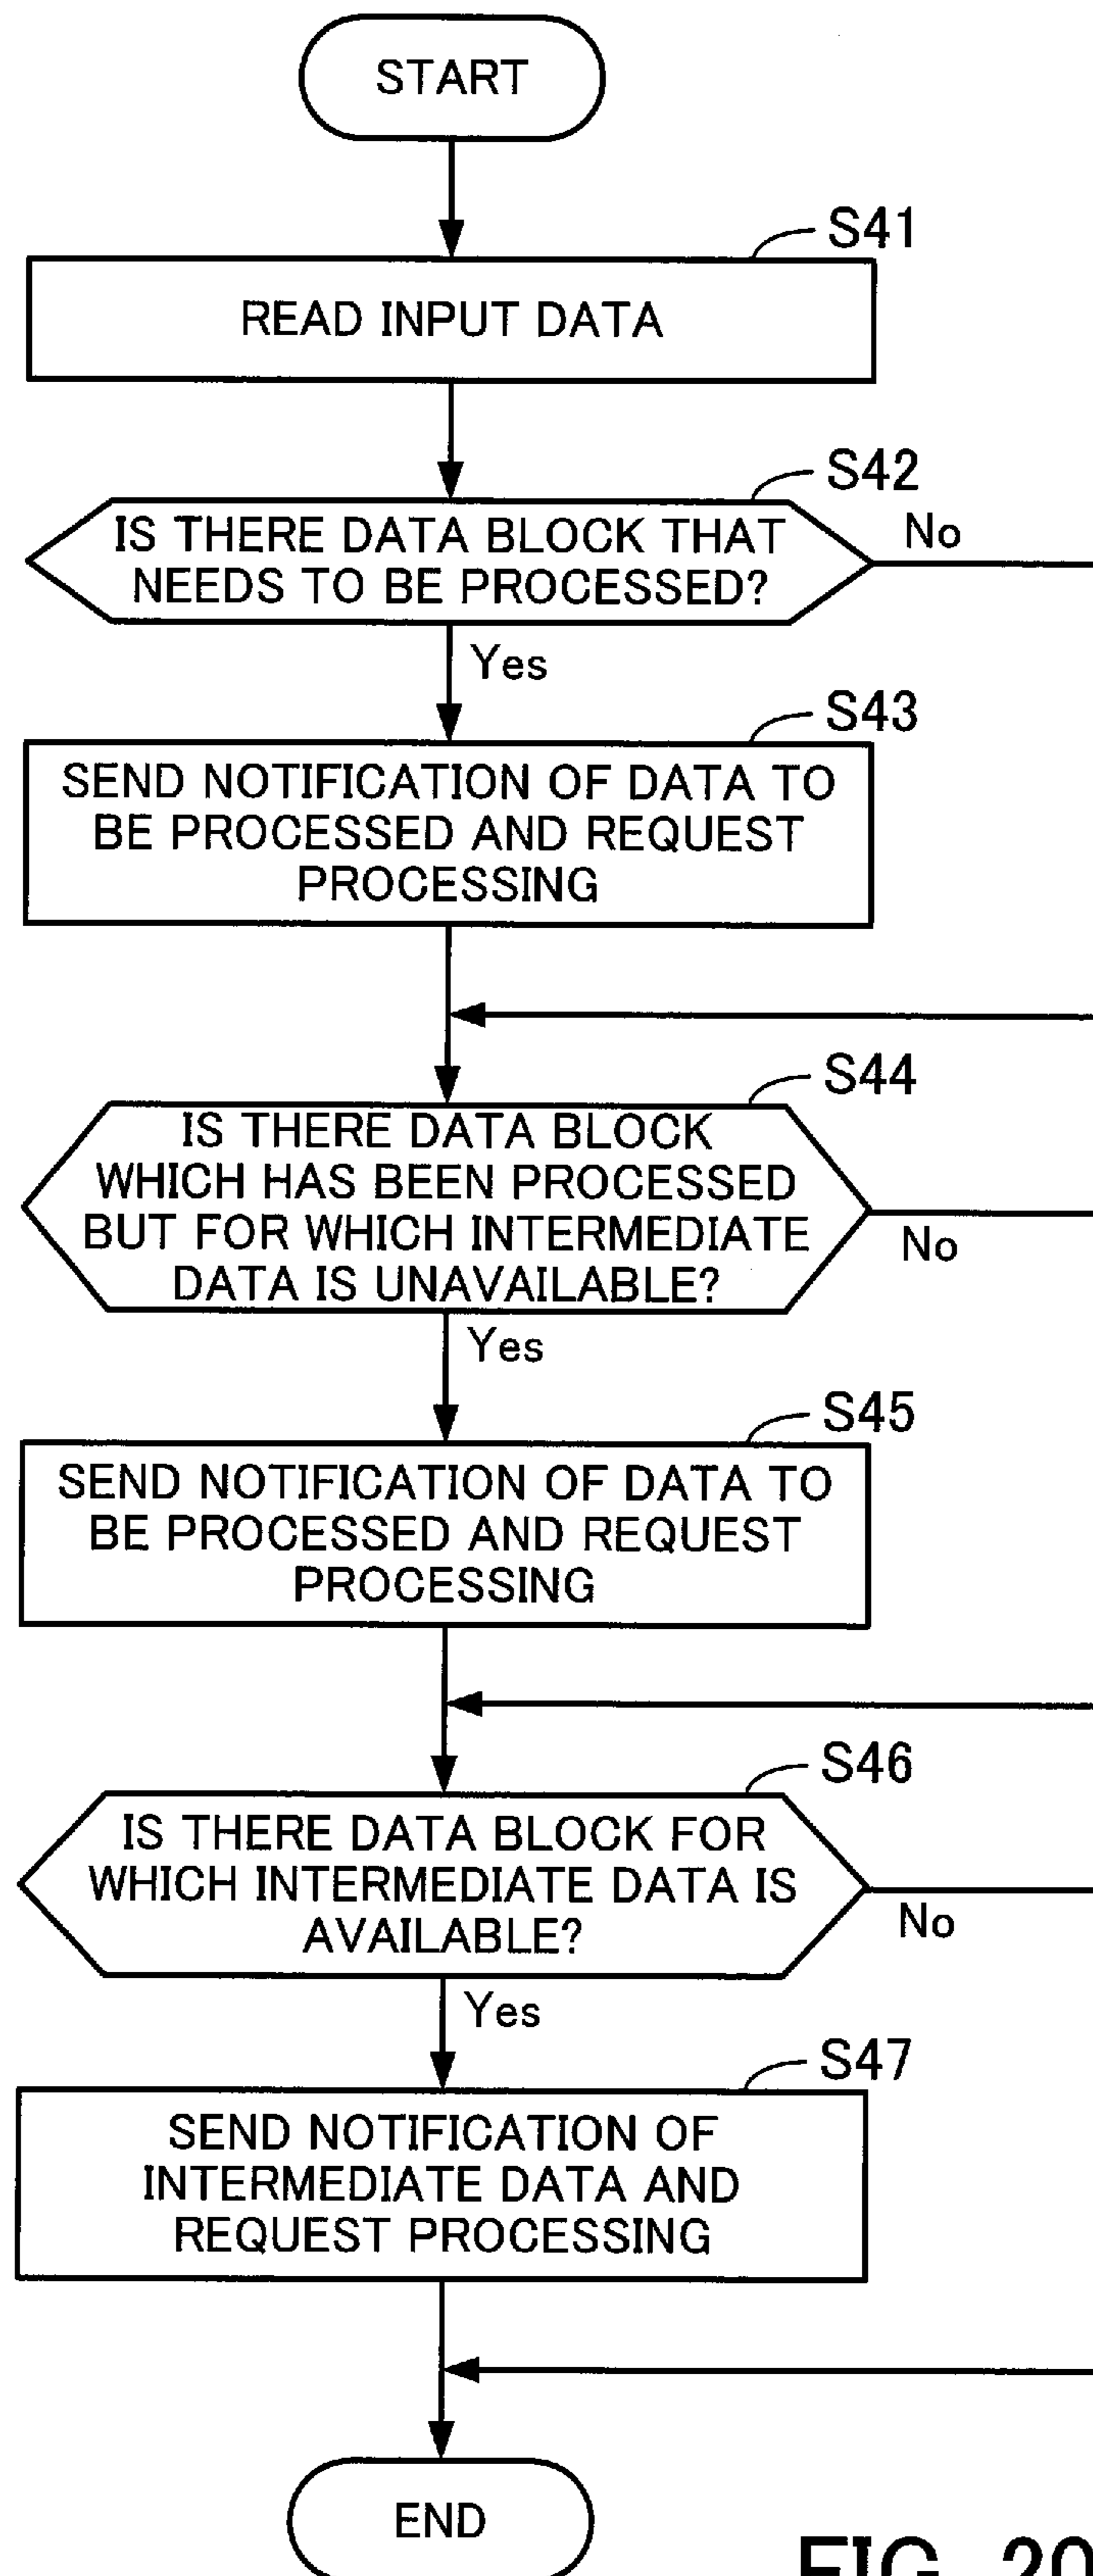 START
S41
READ INPUT DATA
S42
IS THERE DATA BLOCK THAT
NEEDS TO BE PROCESSED?
No
Yes
S43
SEND NOTIFICATION OF DATA TO
BE PROCESSED AND REQUEST
PROCESSING
S44
IS THERE DATA BLOCK
WHICH HAS BEEN PROCESSED
BUT FOR WHICH INTERMEDIATE
DATA IS UNAVAILABLE?
No
Yes
S45
SEND NOTIFICATION OF DATA TO
BE PROCESSED AND REQUEST
PROCESSING
S46
IS THERE DATA BLOCK FOR
WHICH INTERMEDIATE DATA IS
AVAILABLE?
No
Yes
S47
SEND NOTIFICATION OF
INTERMEDIATE DATA AND
REQUEST PROCESSING
END
FIG. 20